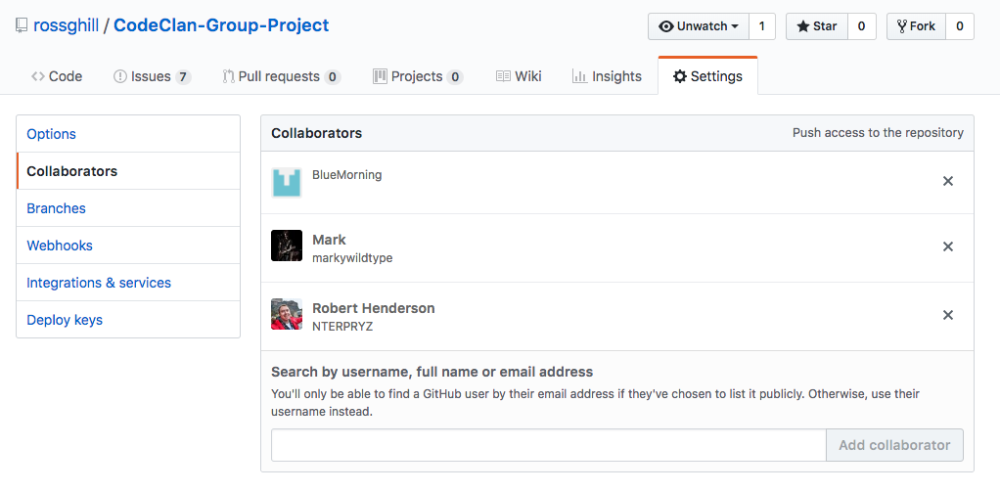 rossghill / CodeClan-Group-Project
Unwatch 1 Star 0 Fork 0
Code Issues 7 Pull requests 0 Projects 0 Wiki Insights Settings
Options
Collaborators
Branches
Webhooks
Integrations & services
Deploy keys
Collaborators Push access to the repository
BlueMorning
Mark
markywildtype
Robert Henderson
NTERPRYZ
Search by username, full name or email address
You'll only be able to find a GitHub user by their email address if they've chosen to list it publicly. Otherwise, use their
username instead.
Add collaborator